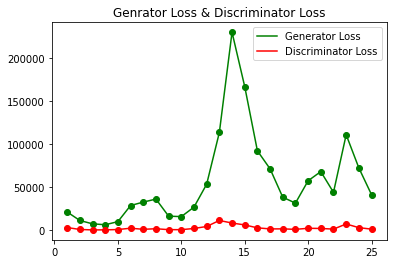 Genrator Loss & Discriminator Loss
Generator Loss
Discriminator Loss
200000
150000
100000
50000
0
0 5 10 15 20 25